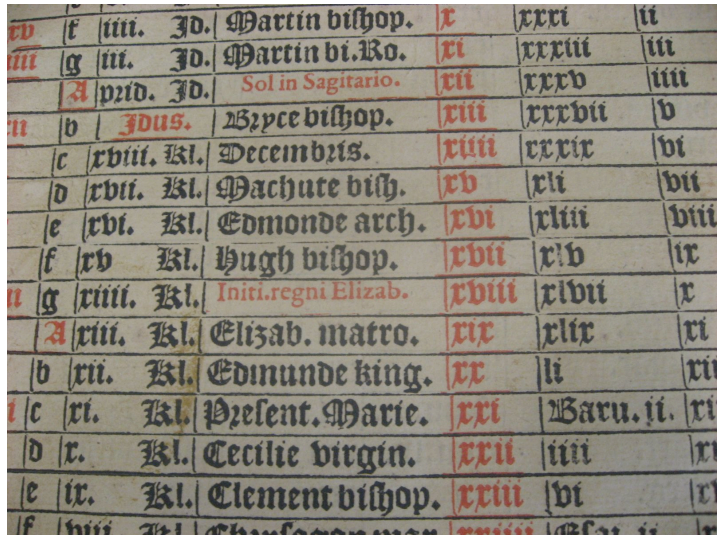 xv f iiii. Id. Martin bishop. x xxxi ii
g iii. Id. Martin bi.Ro. xi xxxiii iii
A prid. Id. Sol in Sagitario. xii xxxv iiii
b Idus. Bryce bishop. xiii xxxvii v
c xviii. Kl. Decembris. xiiii xxxix vi
d xvii. Kl. Machute bish. xv xli vii
e xvi. Kl. Edmonde arch. xvi xliii viii
f xv Kl. Hugh bishop. xvii xlv ix
g xiiii. Kl. Initi.regni Elizab. xviii xlvii x
A xiii. Kl. Elizab. matro. xix xlix xi
b xii. Kl. Edmunde king. xx li
c xi. Kl. Present.Marie. xxi Baru.ii.
d x. Kl. Cecilie virgin. xxii iiii
e ix. Kl. Clement bishop. xxiii vi
f viii Kl